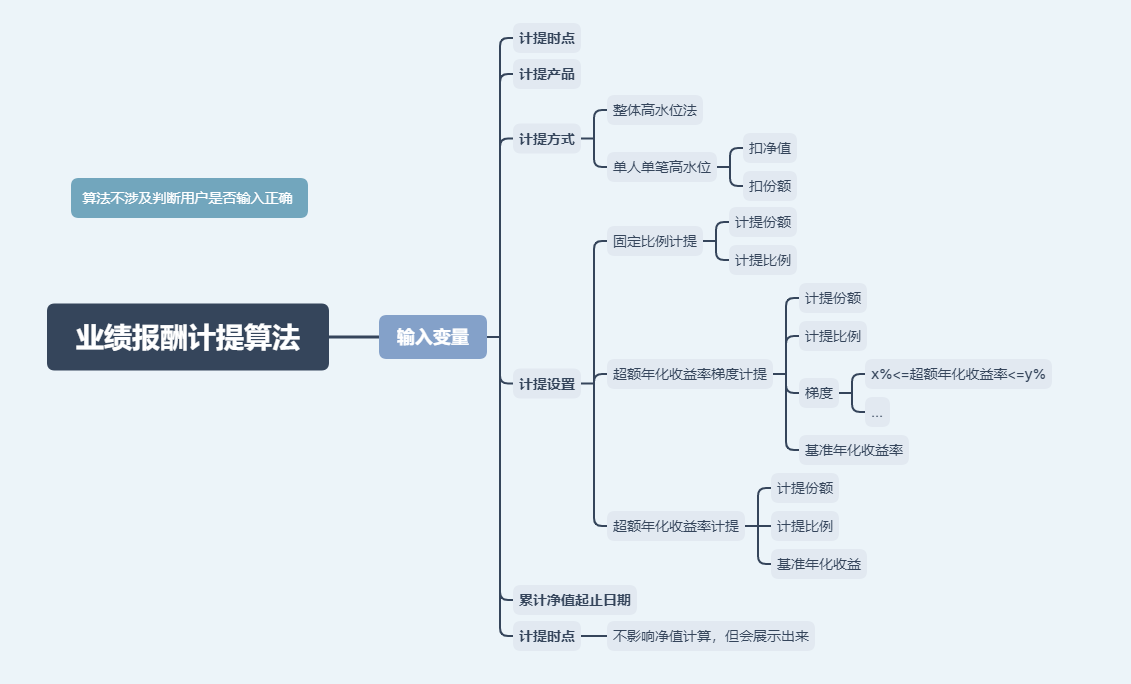 算法不涉及判断用户是否输入正确
业绩报酬计提算法
输入变量
计提时点
计提产品
计提方式
整体高水位法
单人单笔高水位
扣净值
扣份额
计提设置
固定比例计提
计提份额
计提比例
超额年化收益率梯度计提
计提份额
计提比例
梯度
x%<=超额年化收益率<=y%
...
基准年化收益率
超额年化收益率计提
计提份额
计提比例
基准年化收益
累计净值起止日期
计提时点
不影响净值计算，但会展示出来